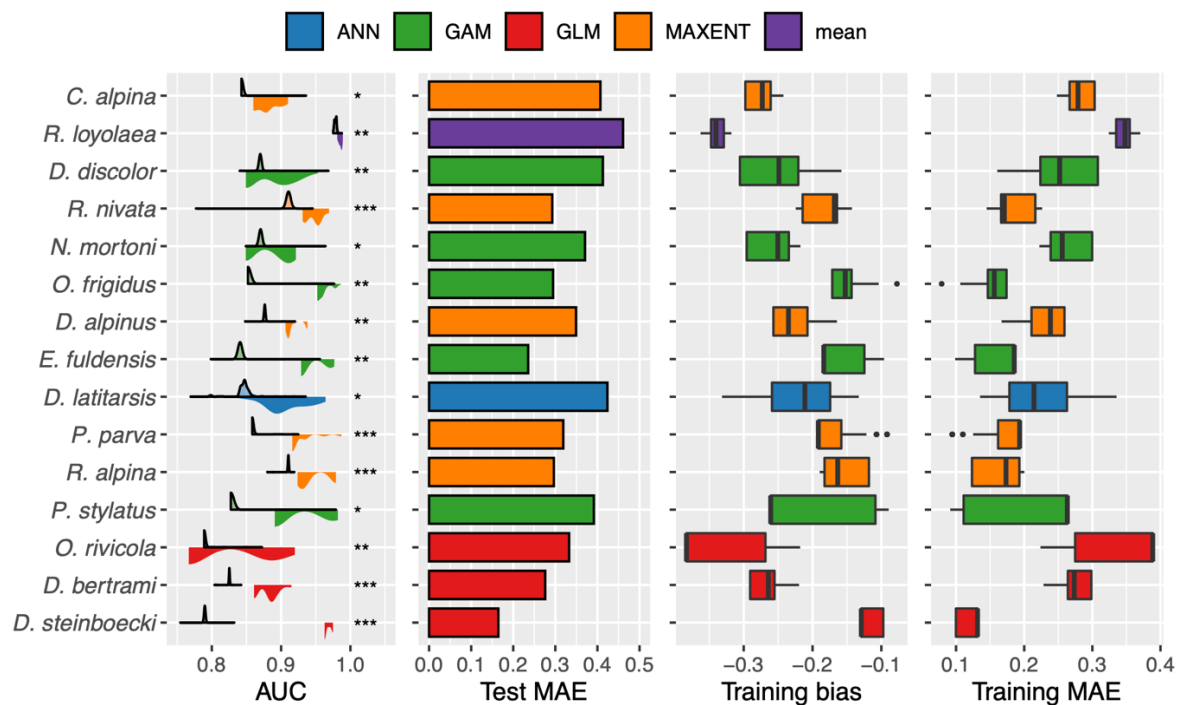 ANN GAM GLM MAXENT mean
C. alpina *
R. loyolaea **
D. discolor **
R. nivata ***
N. mortoni *
O. frigidus **
D. alpinus **
E. fuldensis **
D. latitarsis *
P. parva ***
R. alpina ***
P. stylatus *
O. rivicola **
D. bertrami ***
D. steinboecki ***
0.8 0.9 1.0 0.0 0.1 0.2 0.3 0.4 0.5 −0.3 −0.2 −0.1 0.1 0.2 0.3 0.4
AUC Test MAE Training bias Training MAE